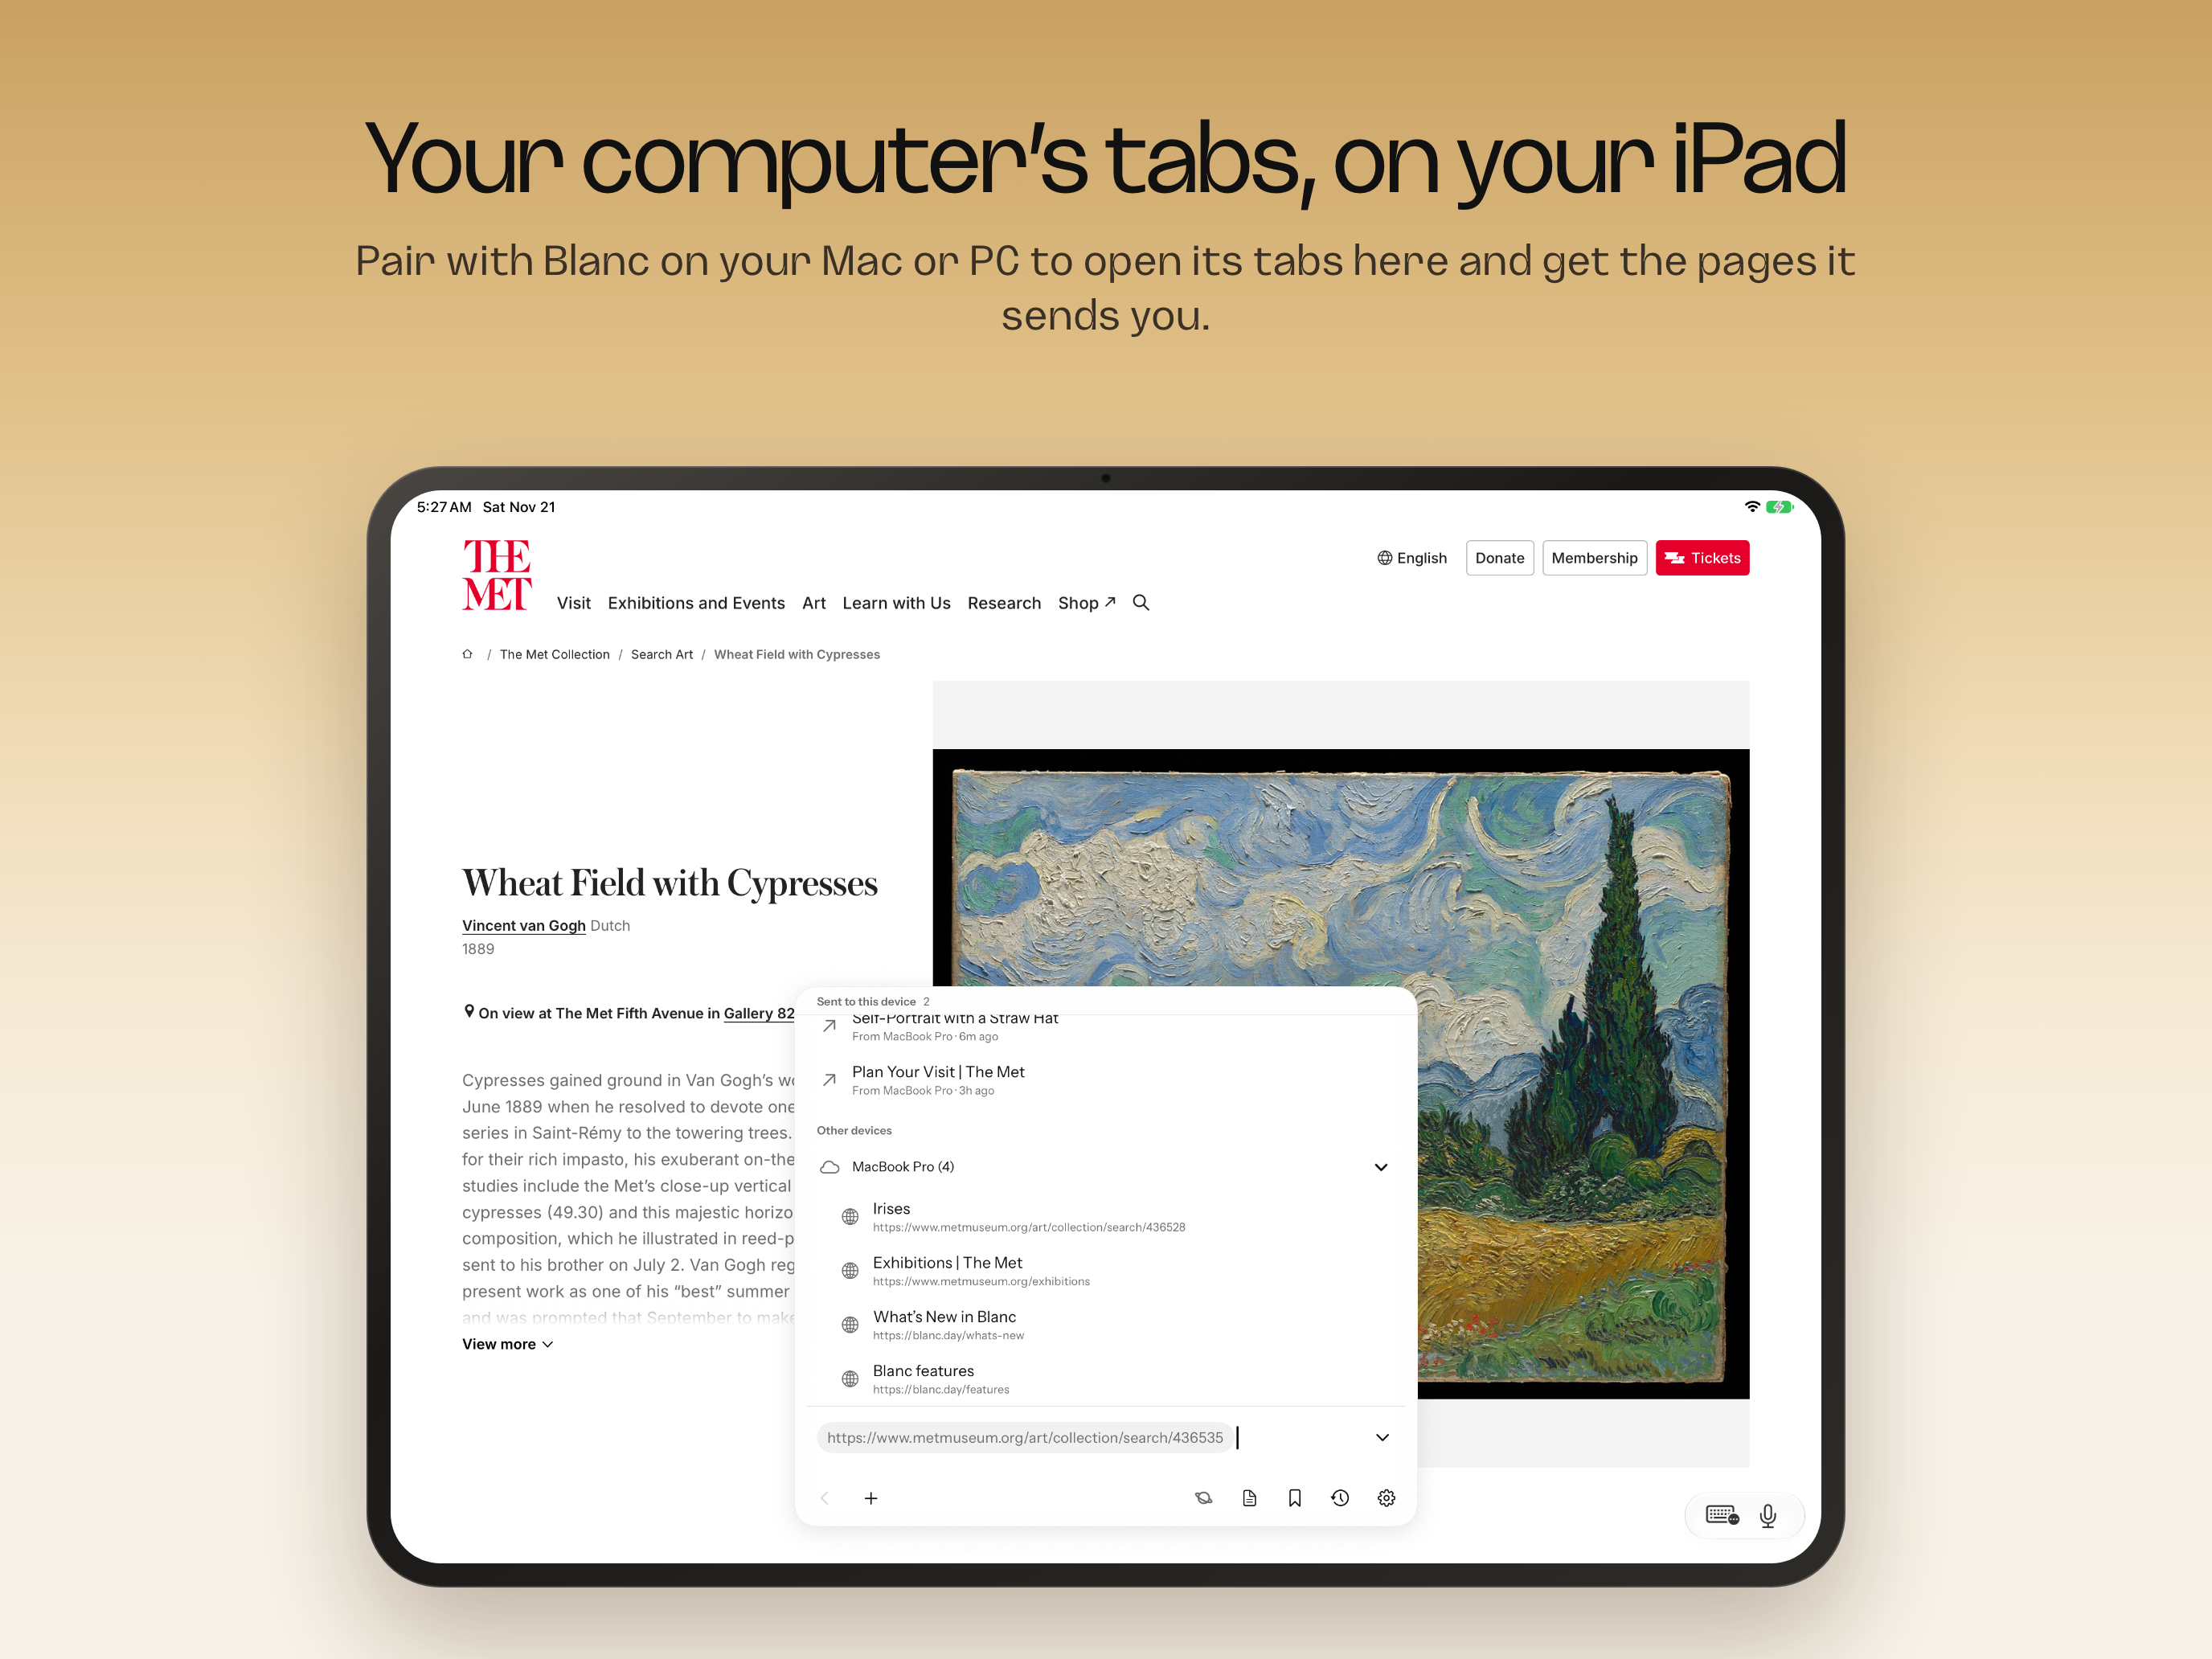 Your computer's tabs, on your iPad
Pair with Blanc on your Mac or PC to open its tabs here and get the pages it
sends you.
5:27 AM Sat Nov 21
THE
MET
English Donate Membership Tickets
Visit Exhibitions and Events Art Learn with Us Research Shop
/ The Met Collection / Search Art / Wheat Field with Cypresses
Wheat Field with Cypresses
Vincent van Gogh Dutch
1889
On view at The Met Fifth Avenue in Gallery 82
Cypresses gained ground in Van Gogh's
June 1889 when he resolved to devote one
series in Saint-Rémy to the towering trees.
for their rich impasto, his exuberant
studies include the Met's close-up vertical
cypresses (49.30) and this majestic
composition, which he illustrated in
sent to his brother on July 2. Van Gogh
present work as one of his “best” summer
and was prompted that September to make
View more
Sent to this device 2
Self-Portrait with a Straw Hat
From MacBook Pro · 6m ago
Plan Your Visit | The Met
From MacBook Pro · 3h ago
Other devices
MacBook Pro (4)
Irises
https://www.metmuseum.org/art/collection/search/436528
Exhibitions | The Met
https://www.metmuseum.org/exhibitions
What's New in Blanc
https://blanc.day/whats-new
Blanc features
https://blanc.day/features
https://www.metmuseum.org/art/collection/search/436535